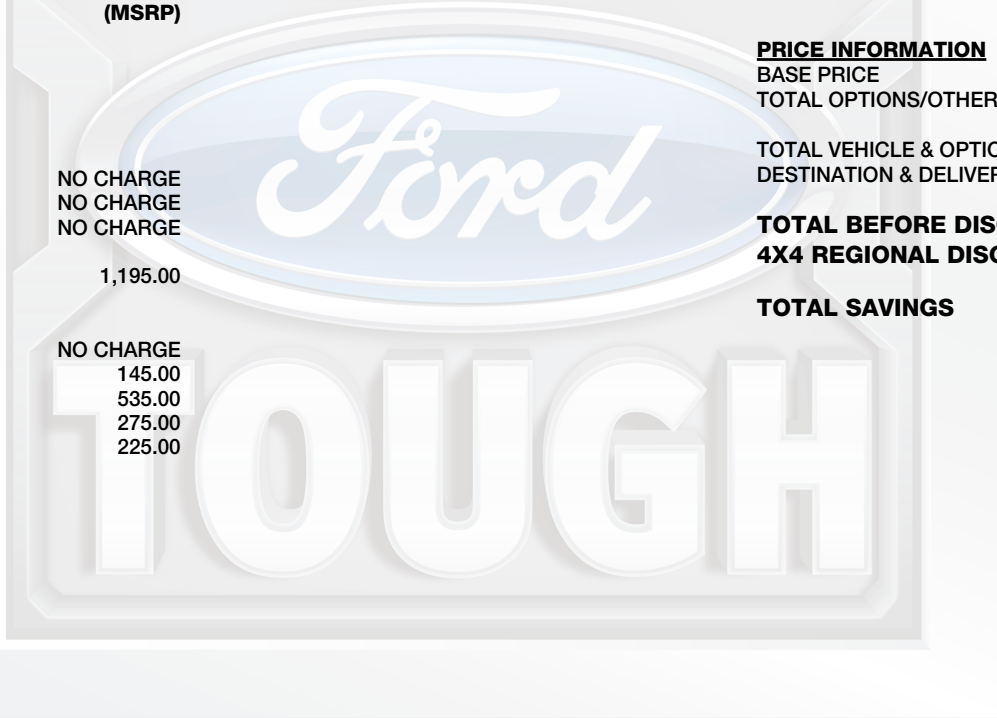 (MSRP)
NO CHARGE
NO CHARGE
NO CHARGE
1,195.00
NO CHARGE
145.00
535.00
275.00
225.00
PRICE INFORMATION
BASE PRICE
TOTAL OPTIONS/OTHER
TOTAL VEHICLE & OPTIO
DESTINATION & DELIVER
TOTAL BEFORE DISC
4X4 REGIONAL DISC
TOTAL SAVINGS
Ford
TOUGH